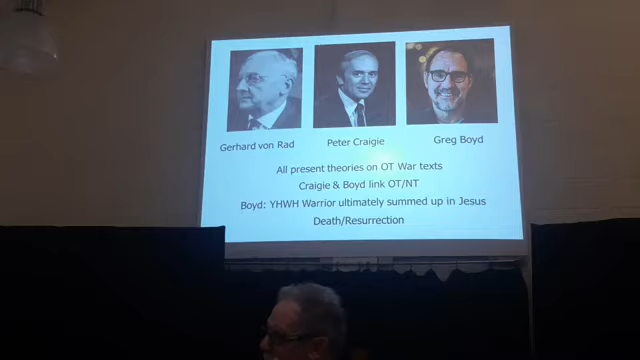 Gerhard von Rad
Peter Craigie
Greg Boyd
All present theories on OT War texts
Craigie & Boyd link OT/NT
Boyd: YHWH Warrior ultimately summed up in Jesus
Death/Resurrection